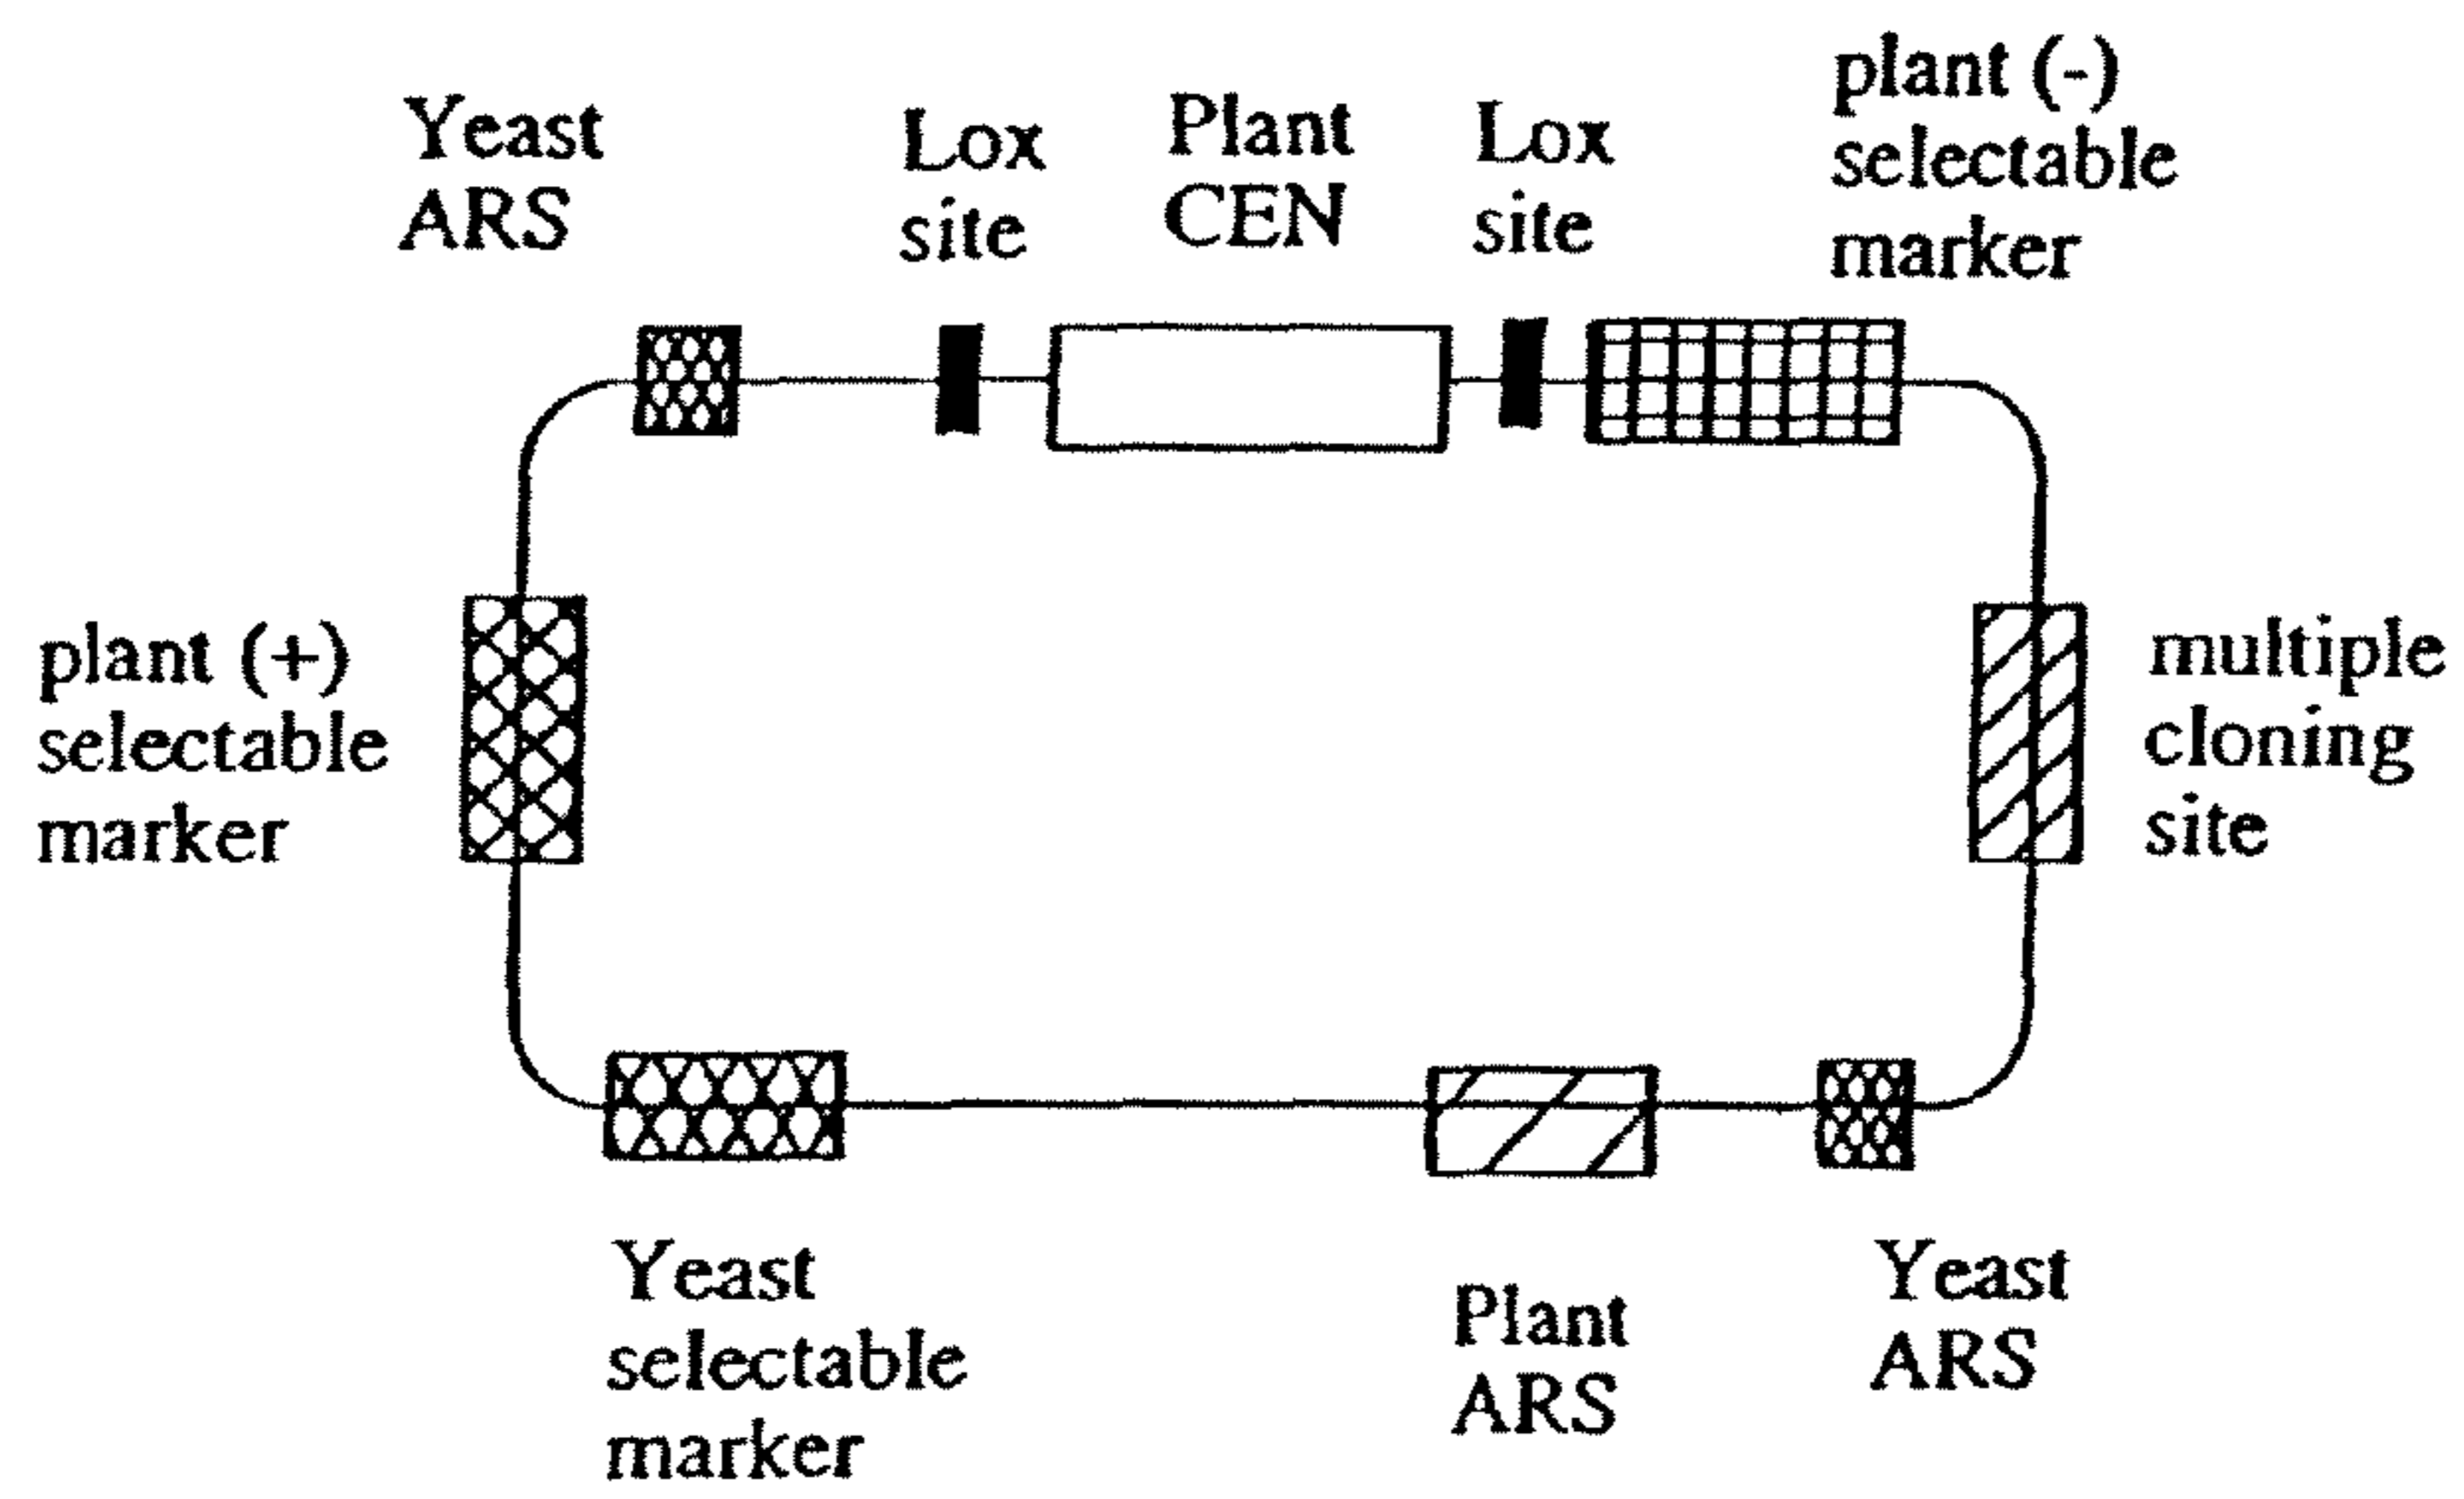 Yeast
ARS
Lox
site
Plant
CEN
Lox
site
plant (-)
selectable
marker
plant (+)
selectable
marker
multiple
cloning
site
Yeast
selectable
marker
Plant
ARS
Yeast
ARS